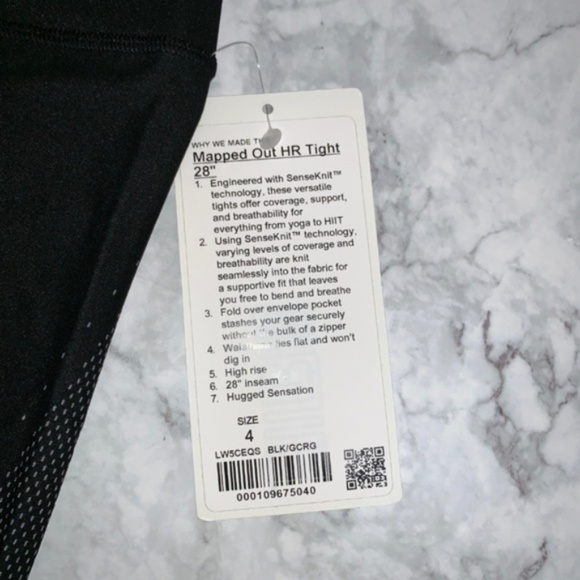 WHY WE MADE
Mapped Out HR Tight
28"
1. Engineered with SenseKnit™
technology, these versatile
tights offer coverage, support,
and breathability for
everything from yoga to HIIT
2. Using SenseKnit™ technology,
varying levels of coverage and
breathability are knit
seamlessly into the fabric for
a supportive fit that leaves
you free to bend and breathe
3. Fold over envelope pocket
stashes your gear securely
without the bulk of a zipper
4. lies flat and won't
dig in
5. High rise
6. 28" inseam
7. Hugged Sensation
SIZE
4
LW5CEQS BLK/GCRG
000109675040